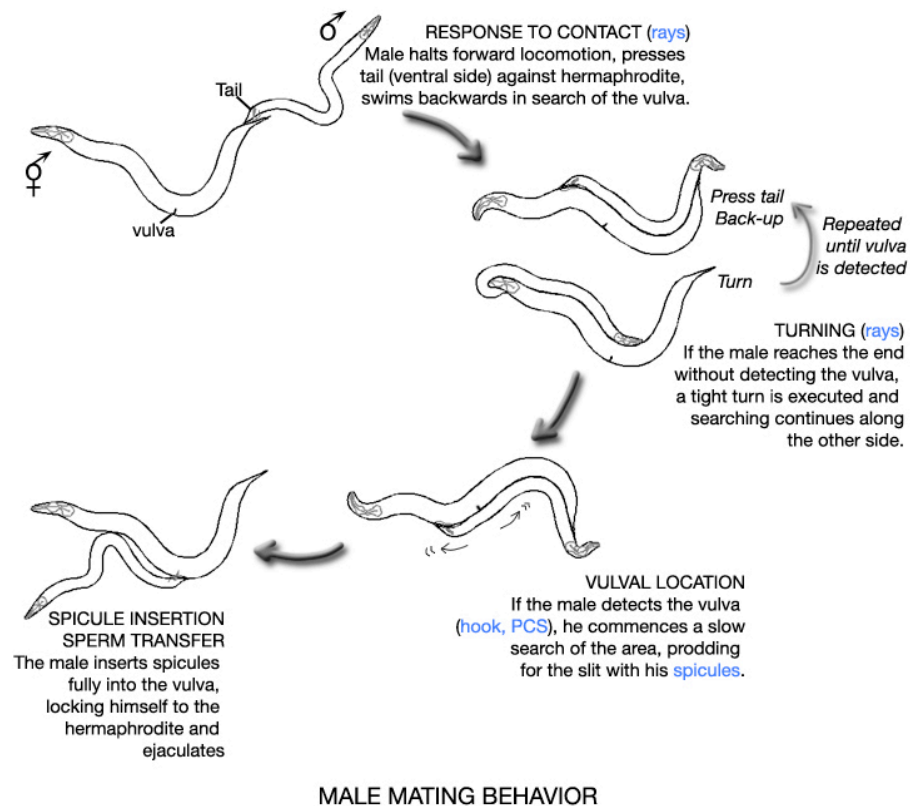 ♂
RESPONSE TO CONTACT (rays)
Male halts forward locomotion, presses
tail (ventral side) against hermaphrodite,
swims backwards in search of the vulva.
Tail
⚥
vulva
Press tail
Back-up
Repeated
until vulva
is detected
Turn
TURNING (rays)
If the male reaches the end
without detecting the vulva,
a tight turn is executed and
searching continues along
the other side.
VULVAL LOCATION
If the male detects the vulva
(hook, PCS), he commences a slow
search of the area, prodding
for the slit with his spicules.
SPICULE INSERTION
SPERM TRANSFER
The male inserts spicules
fully into the vulva,
locking himself to the
hermaphrodite and
ejaculates
MALE MATING BEHAVIOR